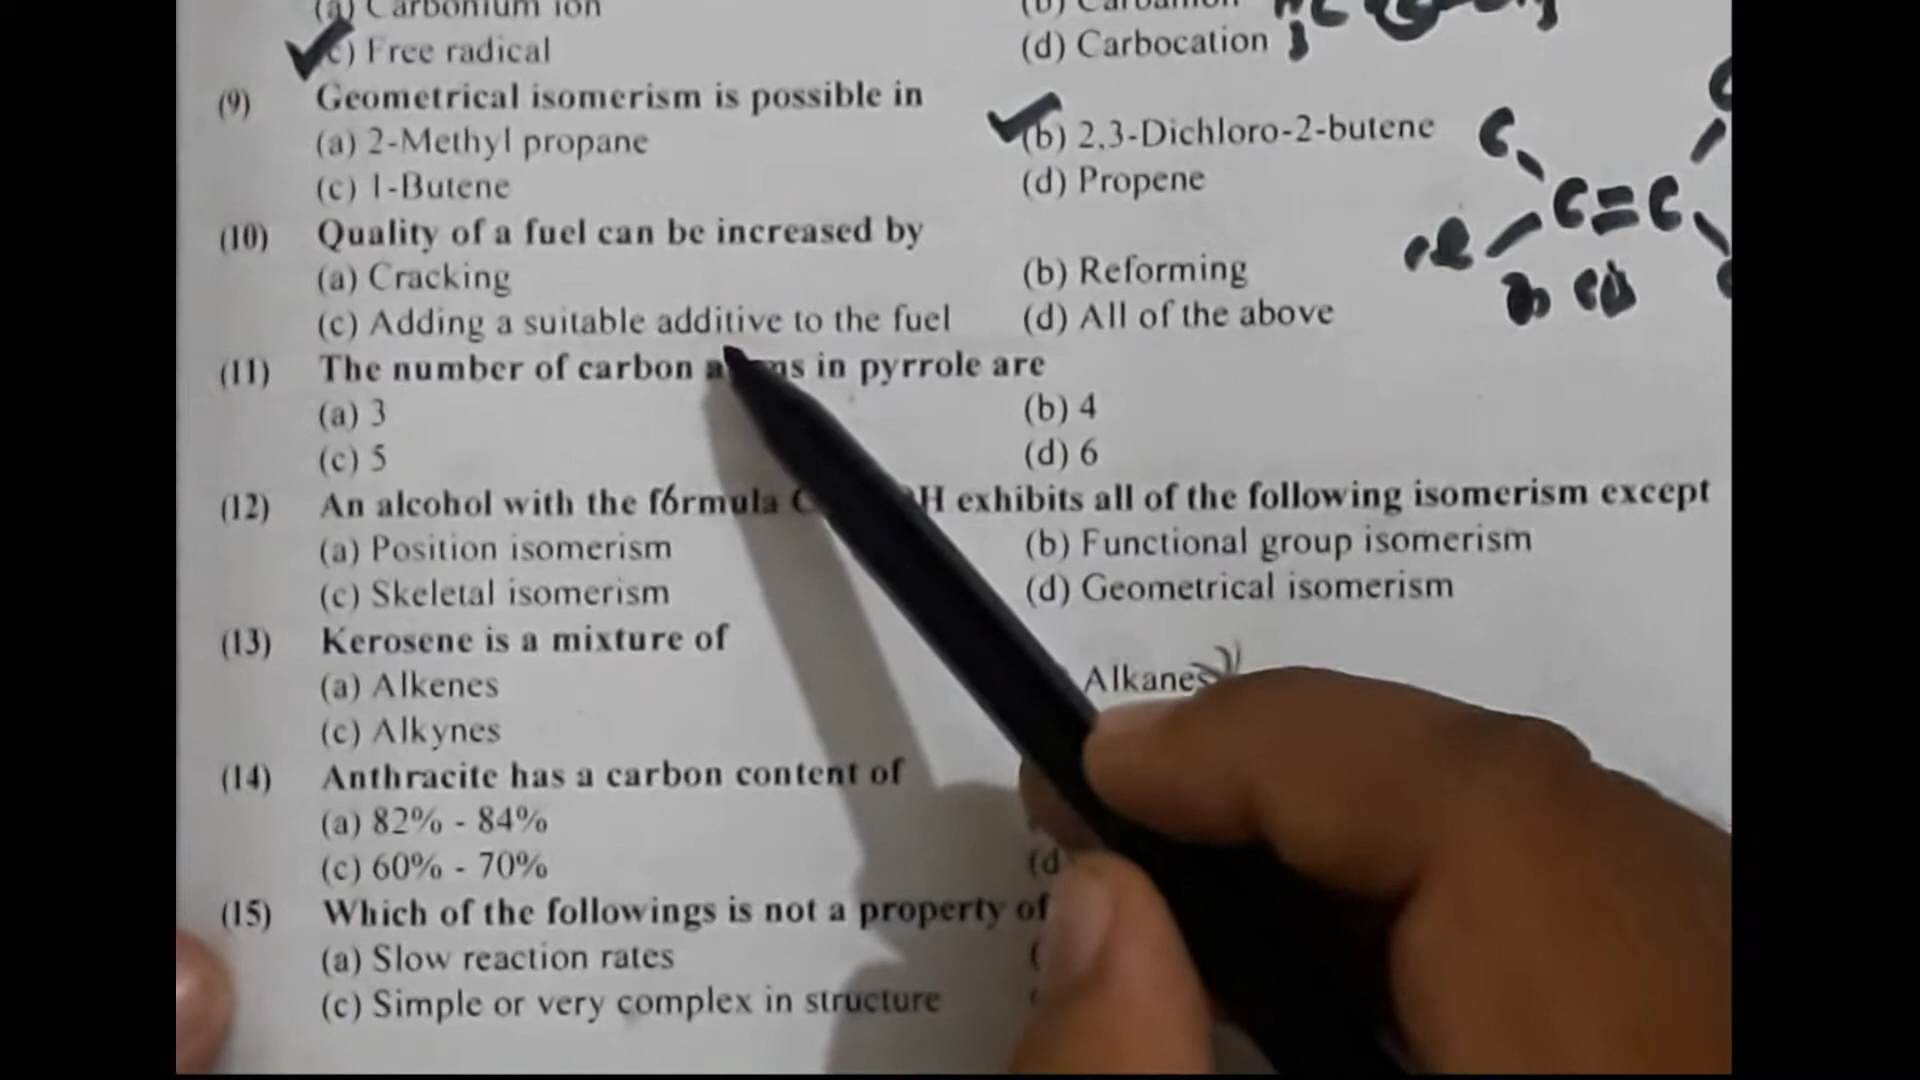 (a) Carbonium ion (b) Carbanion
(c) Free radical (d) Carbocation
(9) Geometrical isomerism is possible in
(a) 2-Methyl propane (b) 2,3-Dichloro-2-butene
(c) 1-Butene (d) Propene
C C=C
(10) Quality of a fuel can be increased by
(a) Cracking (b) Reforming
(c) Adding a suitable additive to the fuel (d) All of the above
(11) The number of carbon in pyrrole are
(a) 3 (b) 4
(c) 5 (d) 6
(12) An alcohol with the formula exhibits all of the following isomerism except
(a) Position isomerism (b) Functional group isomerism
(c) Skeletal isomerism (d) Geometrical isomerism
(13) Kerosene is a mixture of
(a) Alkenes Alkanes
(c) Alkynes
(14) Anthracite has a carbon content of
(a) 82% - 84%
(c) 60% - 70% (d
(15) Which of the followings is not a property of
(a) Slow reaction rates (
(c) Simple or very complex in structure